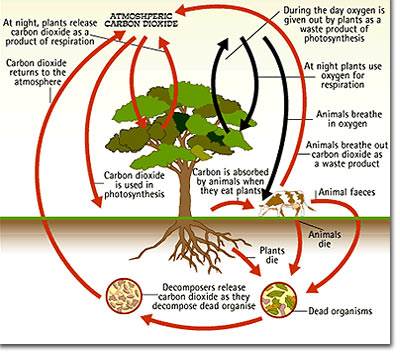 At night, plants release
carbon dioxide as a
product of respiration
ATMOSHFERIC
CARBON DIOXIDE
During the day oxygen is
given out by plants as a
waste product of
photosynthesis
Carbon dioxide
returns to the
atmosphere
At night plants use
oxygen for
respiration
Animals breathe
in oxygen
Animals breathe out
carbon dioxide as
a waste product
Carbon dioxide
is used in
photosynthesis
Carbon is absorbed
by animals when
they eat plants
Animal faeces
Animals
die
Plants
die
Decomposers release
carbon dioxide as they
decompose dead organise
Dead organisms